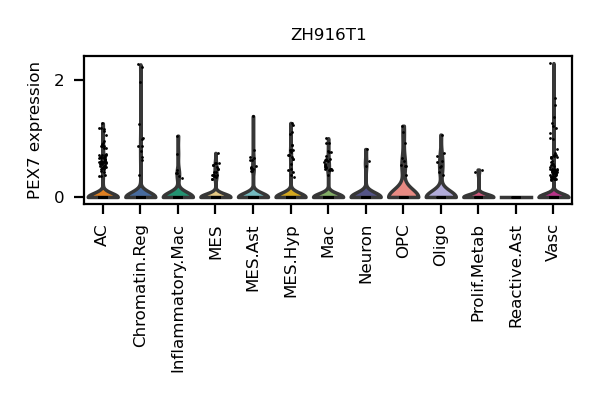 ZH916T1
PEX7 expression
2
0
AC
Chromatin.Reg
Inflammatory.Mac
MES
MES.Ast
MES.Hyp
Mac
Neuron
OPC
Oligo
Prolif.Metab
Reactive.Ast
Vasc